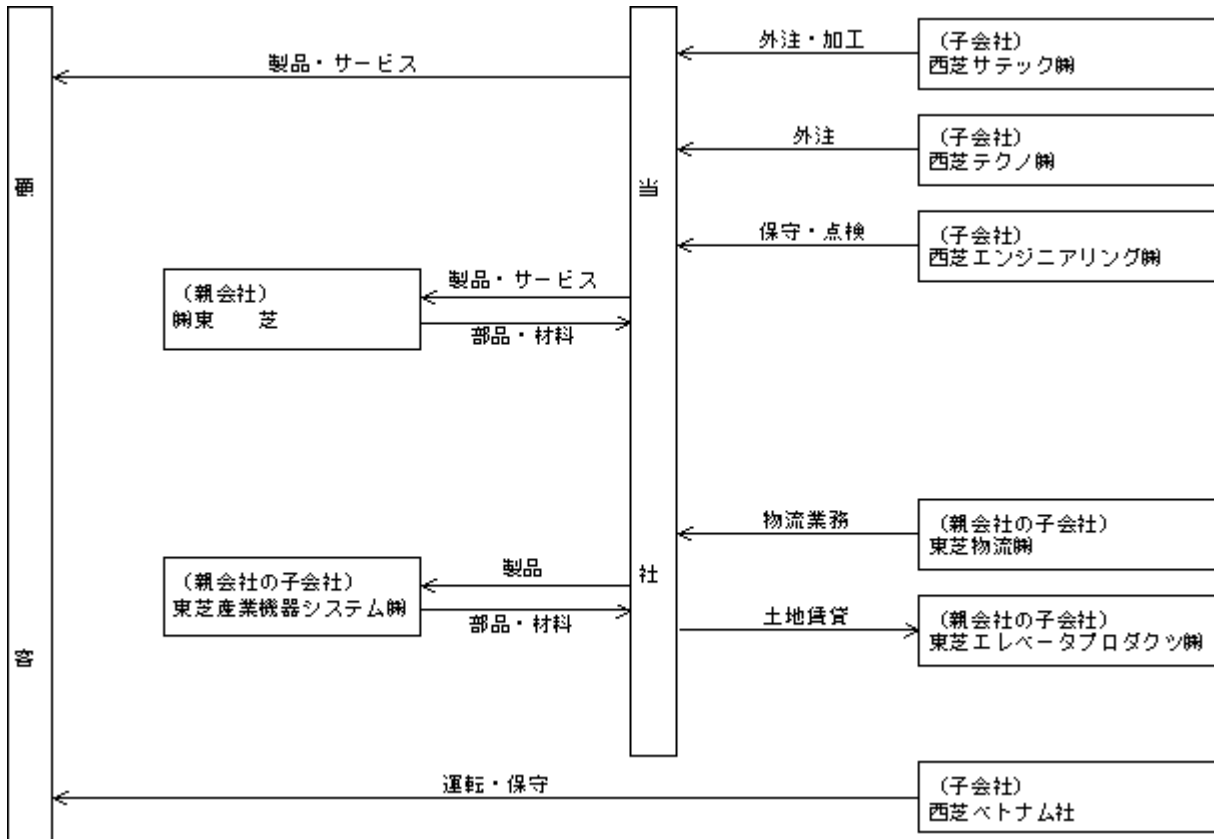 外注・加工
(子会社)
西芝サテック㈱
製品・サービス
外注
(子会社)
西芝テクノ㈱
顧
当
保守・点検
(子会社)
西芝エンジニアリング㈱
(親会社)
㈱東　　芝
製品・サービス
部品・材料
物流業務
(親会社の子会社)
東芝物流㈱
社
(親会社の子会社)
東芝産業機器システム㈱
製品
部品・材料
土地賃貸
(親会社の子会社)
東芝エレベータプロダクツ㈱
客
運転・保守
(子会社)
西芝ベトナム社